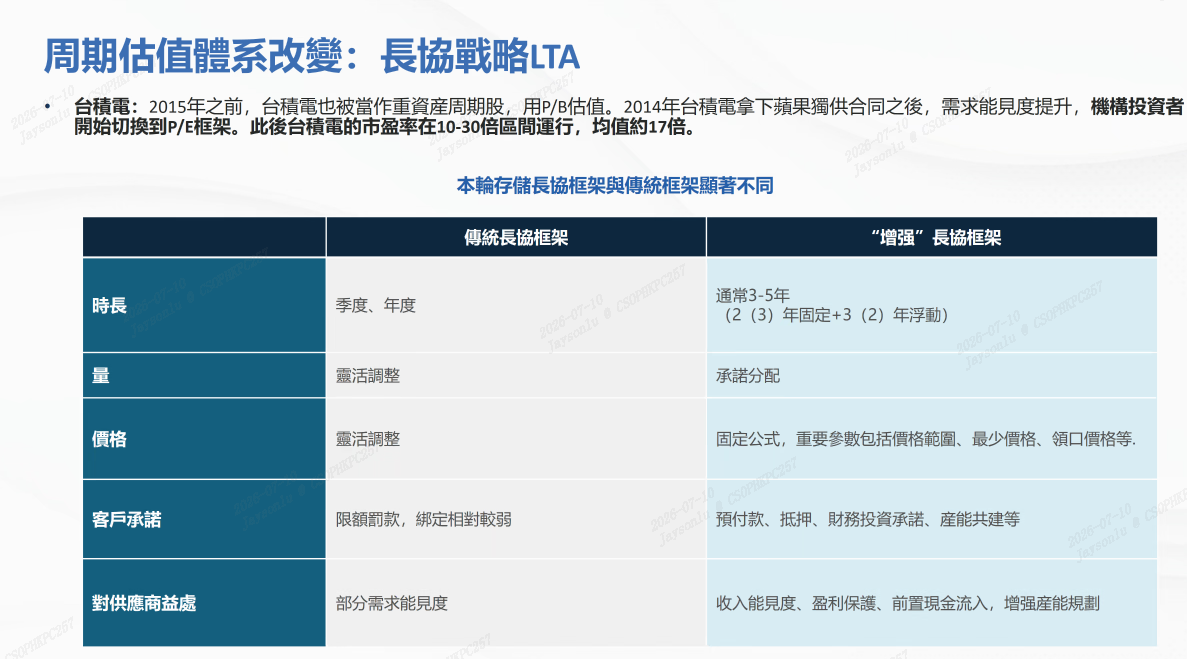 周期估值體系改變：長協戰略LTA
• 台積電：2015年之前，台積電也被當作重資産周期股，用P/B估值。2014年台積電拿下蘋果獨供合同之後，需求能見度提升，機構投資者
開始切換到P/E框架。此後台積電的市盈率在10-30倍區間運行，均值約17倍。
本輪存儲長協框架與傳統框架顯著不同
傳統長協框架
“增强”長協框架
時長
季度、年度
通常3-5年
（2（3）年固定+3（2）年浮動）
量
靈活調整
承諾分配
價格
靈活調整
固定公式，重要參數包括價格範圍、最少價格、領口價格等.
客戶承諾
限額罰款，綁定相對較弱
預付款、抵押、財務投資承諾、産能共建等
對供應商益處
部分需求能見度
收入能見度、盈利保護、前置現金流入，增强産能規劃
2026-07-10
Jaysonlu @ CSOPHKPC257